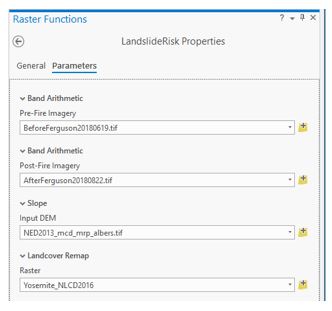 Raster Functions
LandslideRisk Properties
General Parameters
Band Arithmetic
Pre-Fire Imagery
BeforeFerguson20180619.tif
Band Arithmetic
Post-Fire Imagery
AfterFerguson20180822.tif
Slope
Input DEM
NED2013_mcd_mrp_albers.tif
Landcover Remap
Raster
Yosemite_NLCD2016